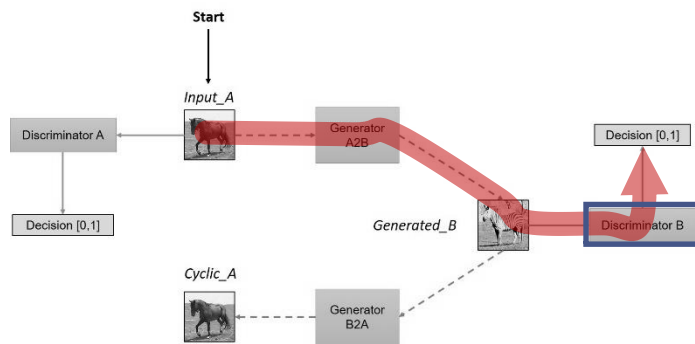 Start
Input_A
Discriminator A
Generator
A2B
Decision [0,1]
Decision [0,1]
Generated_B
Discriminator B
Cyclic_A
Generator
B2A